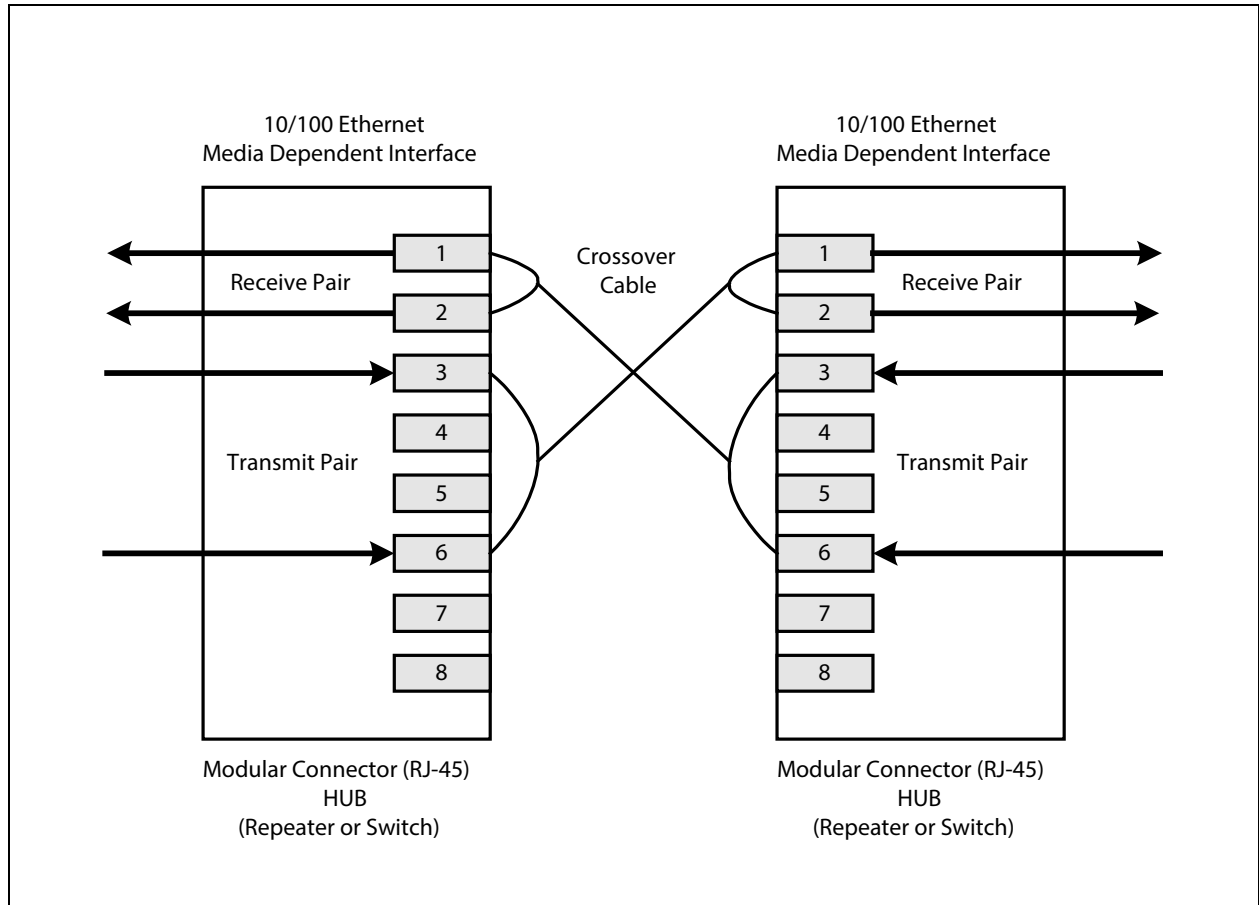 10/100 Ethernet
Media Dependent Interface
10/100 Ethernet
Media Dependent Interface
1
Receive Pair
2
3
4
Transmit Pair
5
6
7
8
Crossover
Cable
1
Receive Pair
2
3
4
Transmit Pair
5
6
7
8
Modular Connector (RJ-45)
HUB
(Repeater or Switch)
Modular Connector (RJ-45)
HUB
(Repeater or Switch)